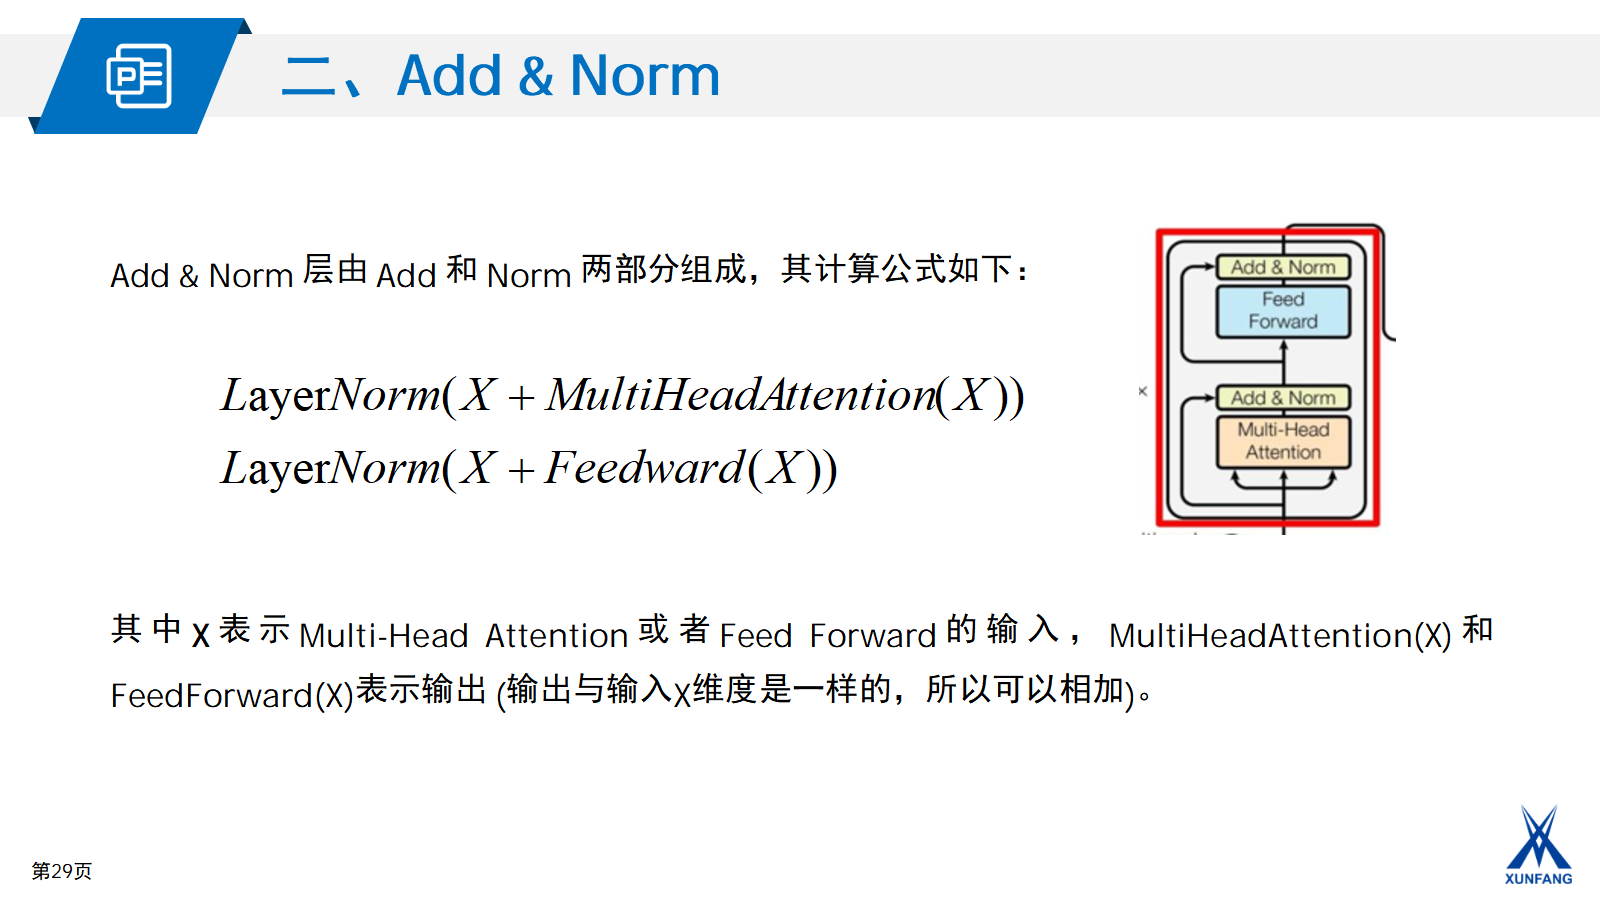 二、Add & Norm
Add & Norm 层由 Add 和 Norm 两部分组成，其计算公式如下：
LayerNorm(X + MultiHeadAttention(X))
LayerNorm(X + Feedward(X))
Add & Norm
Feed
Forward
Add & Norm
Multi-Head
Attention
其中X表示Multi-Head Attention或者Feed Forward的输入，MultiHeadAttention(X)和
FeedForward(X)表示输出 (输出与输入X维度是一样的，所以可以相加)。
第29页
XUNFANG